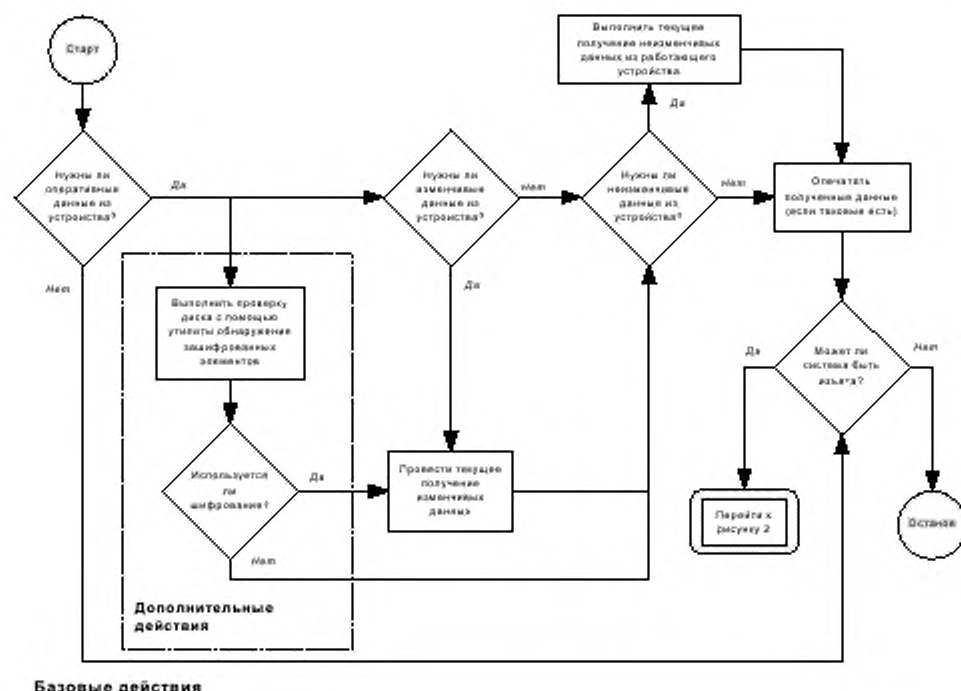 Старт
Нужны ли
оперативные
данные из
устройства?
Да
Нет
Нужны ли
изменчивые
данные из
устройства?
Нет
Да
Нужны ли
неизменчивые
данные из
устройства?
Да
Нет
Выполнить текущее
получение неизменчивых
данных из работающего
устройства
Опечатать
полученные данные
(если таковые есть)
Может ли
система быть
изъята?
Да
Нет
Перейти к
рисунку 2
Останов
Выполнить проверку
диска с помощью
утилиты обнаружения
зашифрованных
элементов
Используется
ли
шифрование?
Да
Нет
Провести текущее
получение
изменчивых
данных
Дополнительные
действия
Базовые действия